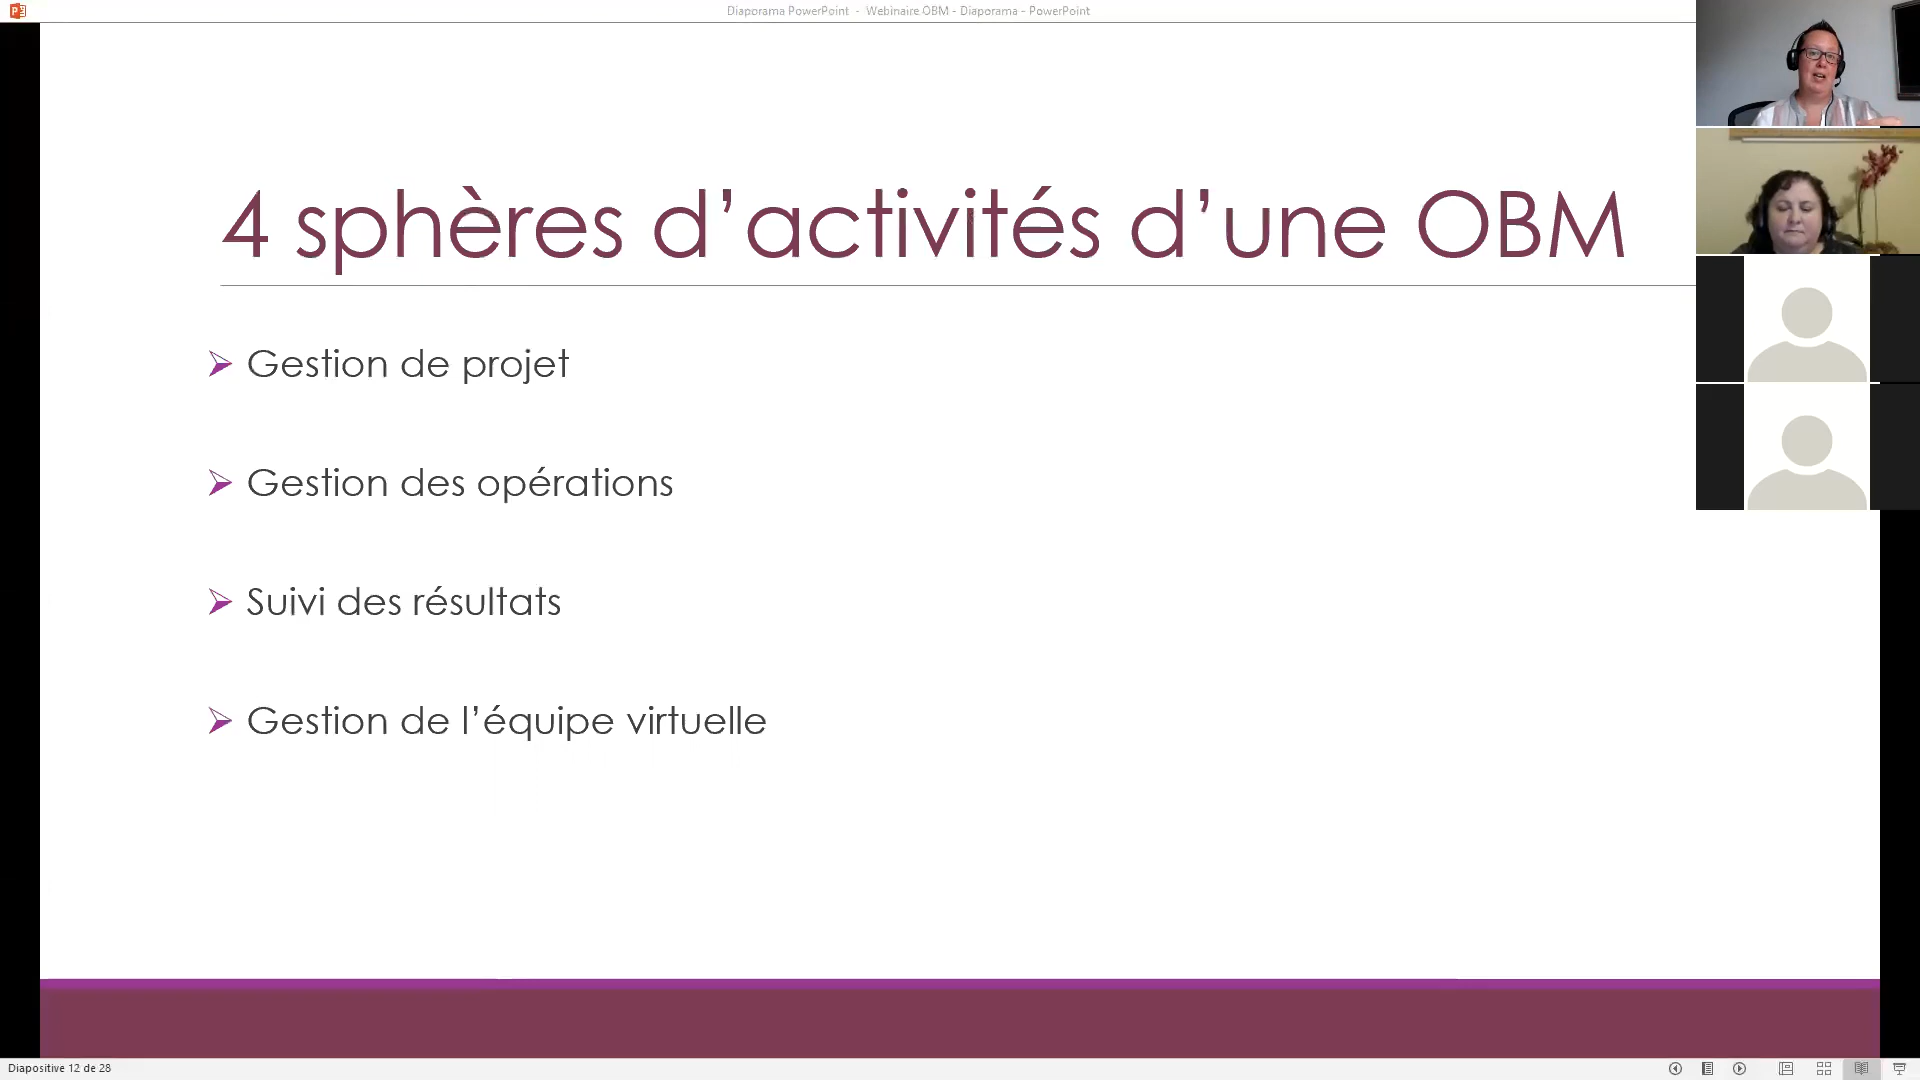 Diaporama PowerPoint - Webinaire OBM - Diaporama - PowerPoint
4 sphères d’activités d’une OBM
Gestion de projet
Gestion des opérations
Suivi des résultats
Gestion de l’équipe virtuelle
Diapositive 12 de 28